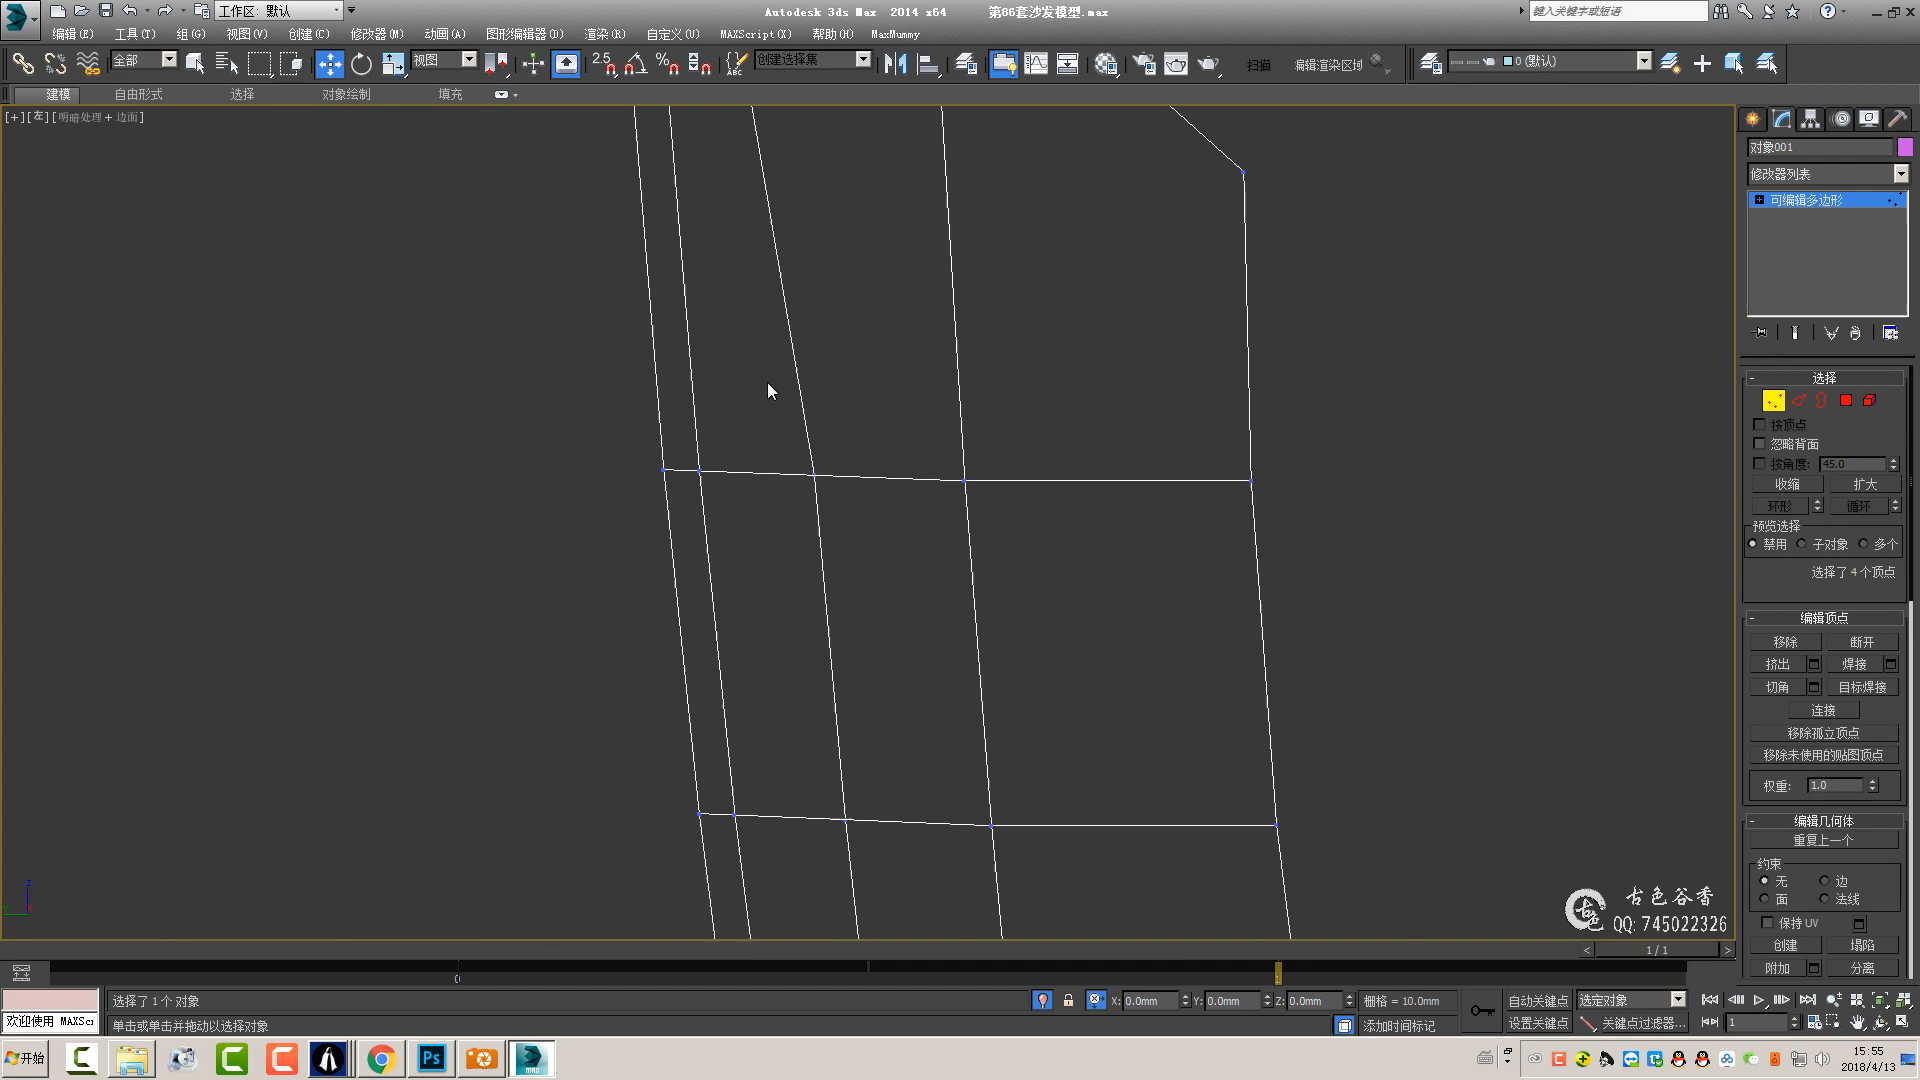 工作区: 默认
Autodesk 3ds Max 2014 x64 第86套沙发模型.max
键入关键字或短语
编辑(E) 工具(T) 组(G) 视图(V) 创建(C) 修改器(M) 动画(A) 图形编辑器(D) 渲染(R) 自定义(U) MAXScript(X) 帮助(H) MaxMummy
全部 视图 2.5 创建选择集 扫描 编辑渲染区域 0 (默认)
建模 自由形式 选择 对象绘制 填充
[+][左][明暗处理 + 边面]
对象001
修改器列表
可编辑多边形
选择
按顶点
忽略背面
按角度: 45.0
收缩 扩大
环形 循环
预览选择
禁用 子对象 多个
选择了 4 个顶点
编辑顶点
移除 断开
挤出 焊接
切角 目标焊接
连接
移除孤立顶点
移除未使用的贴图顶点
权重: 1.0
编辑几何体
重复上一个
约束
无 边
面 法线
保持 UV
创建 塌陷
附加 分离
古色谷香
QQ: 745022326
1 / 1
0
选择了 1 个 对象 X: 0.0mm Y: 0.0mm Z: 0.0mm 栅格 = 10.0mm 自动关键点 选定对象
欢迎使用 MAXSc 单击或单击并拖动以选择对象 添加时间标记 设置关键点 关键点过滤器... 1
开始 Ps MAX
15:55
2018/4/13